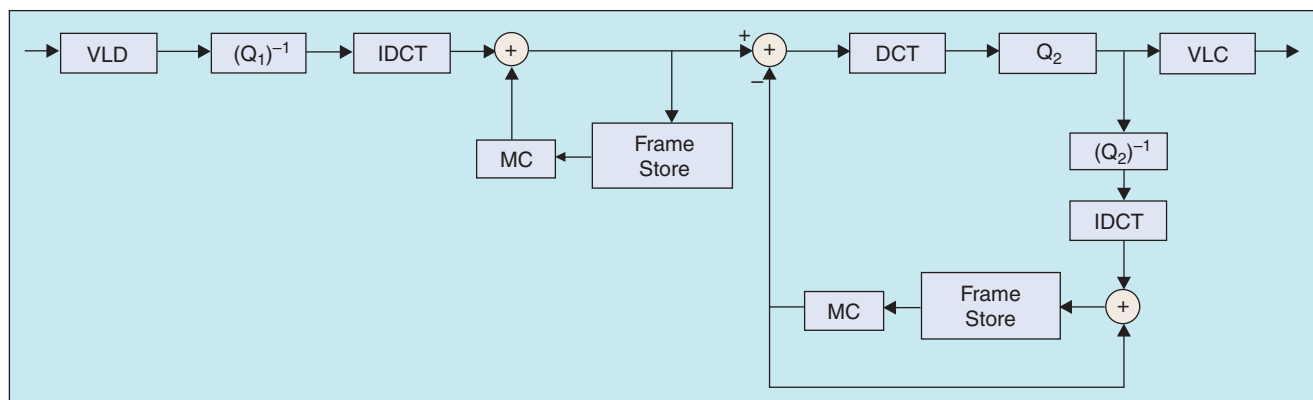 VLD
(Q₁)⁻¹
IDCT
+
+
+
−
DCT
Q₂
VLC
MC
Frame
Store
(Q₂)⁻¹
IDCT
MC
Frame
Store
+